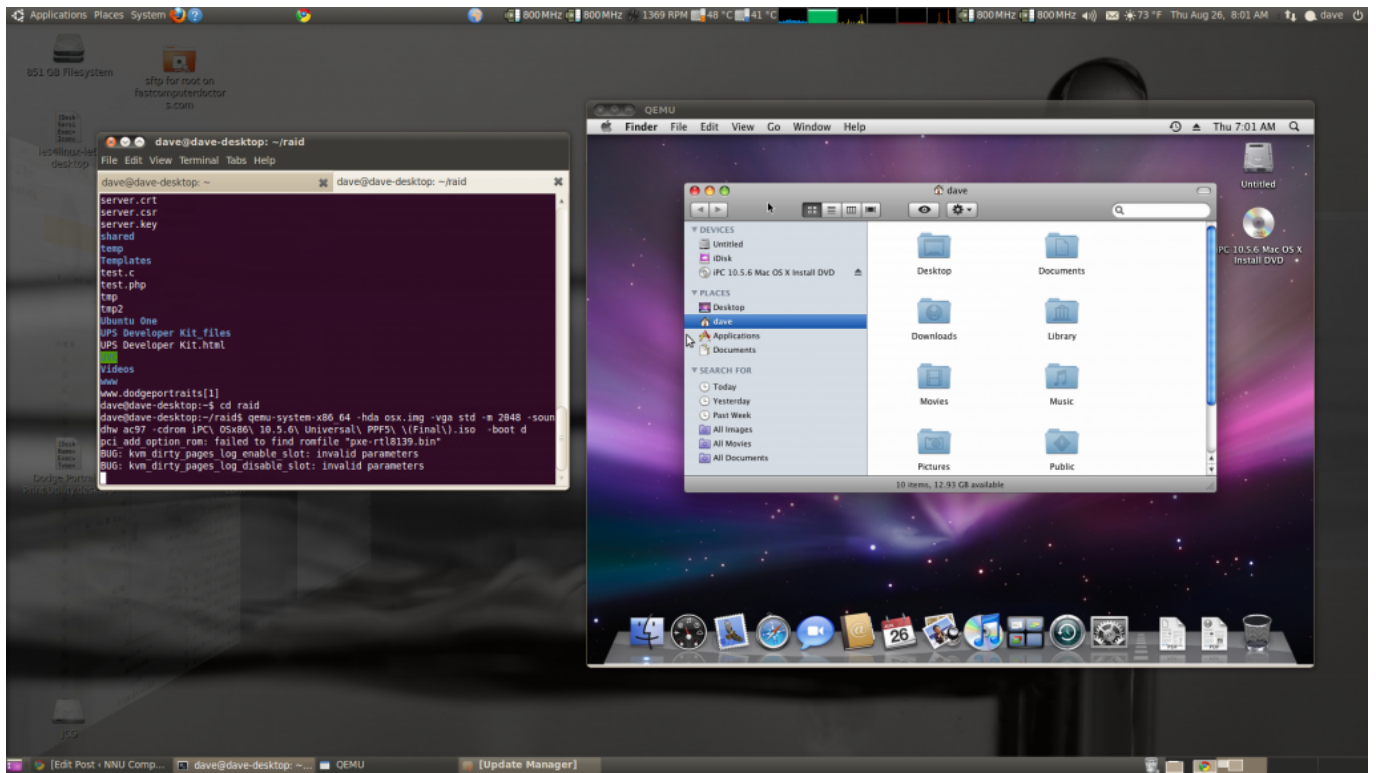 Applications Places System
800 MHz 800 MHz 1369 RPM 48 °C 41 °C 800 MHz 800 MHz 73 °F Thu Aug 26, 8:01 AM dave
851 GB Filesystem
sftp for root on
fastcomputerdoctor
s.com
desktop
dave@dave-desktop: ~/raid
File Edit View Terminal Tabs Help
dave@dave-desktop: ~
dave@dave-desktop: ~/raid
server.crt
server.csr
server.key
shared
temp
Templates
test.c
test.php
tmp
tmp2
Ubuntu One
UPS Developer Kit_files
UPS Developer Kit.html
Videos
www
www.dodgeportraits[1]
dave@dave-desktop:~$ cd raid
dave@dave-desktop:~/raid$ qemu-system-x86_64 -hda osx.img -vga std -m 2048 -soun
dhw ac97 -cdrom iPC\ OSx86\ 10.5.6\ Universal\ PPF5\ \(Final\).iso -boot d
pci_add_option_rom: failed to find romfile "pxe-rtl8139.bin"
BUG: kvm_dirty_pages_log_enable_slot: invalid parameters
BUG: kvm_dirty_pages_log_disable_slot: invalid parameters
QEMU
Finder File Edit View Go Window Help
Thu 7:01 AM
Untitled
iPC 10.5.6 Mac OS X
Install DVD
dave
DEVICES
Untitled
iDisk
iPC 10.5.6 Mac OS X Install DVD
PLACES
Desktop
dave
Applications
Documents
SEARCH FOR
Today
Yesterday
Past Week
All Images
All Movies
All Documents
Desktop
Documents
Downloads
Library
Movies
Music
Pictures
Public
10 items, 12.93 GB available
26
[Edit Post ‹ NNU Comp...
dave@dave-desktop: ~...
QEMU
[Update Manager]